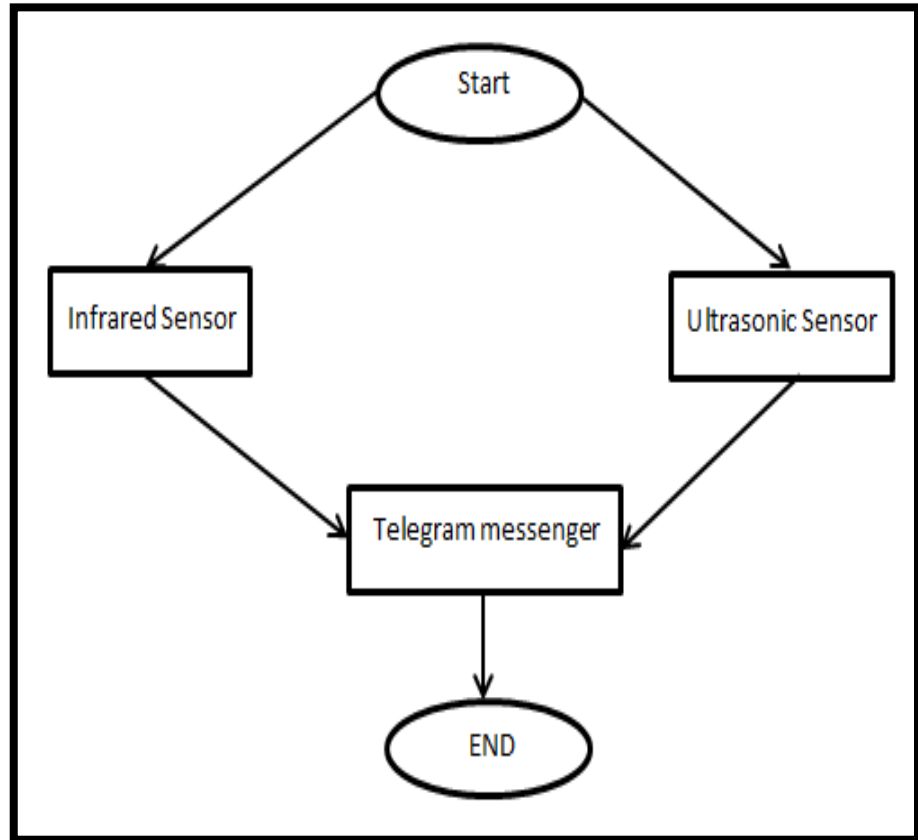 Start
Infrared Sensor
Ultrasonic Sensor
Telegram messenger
END